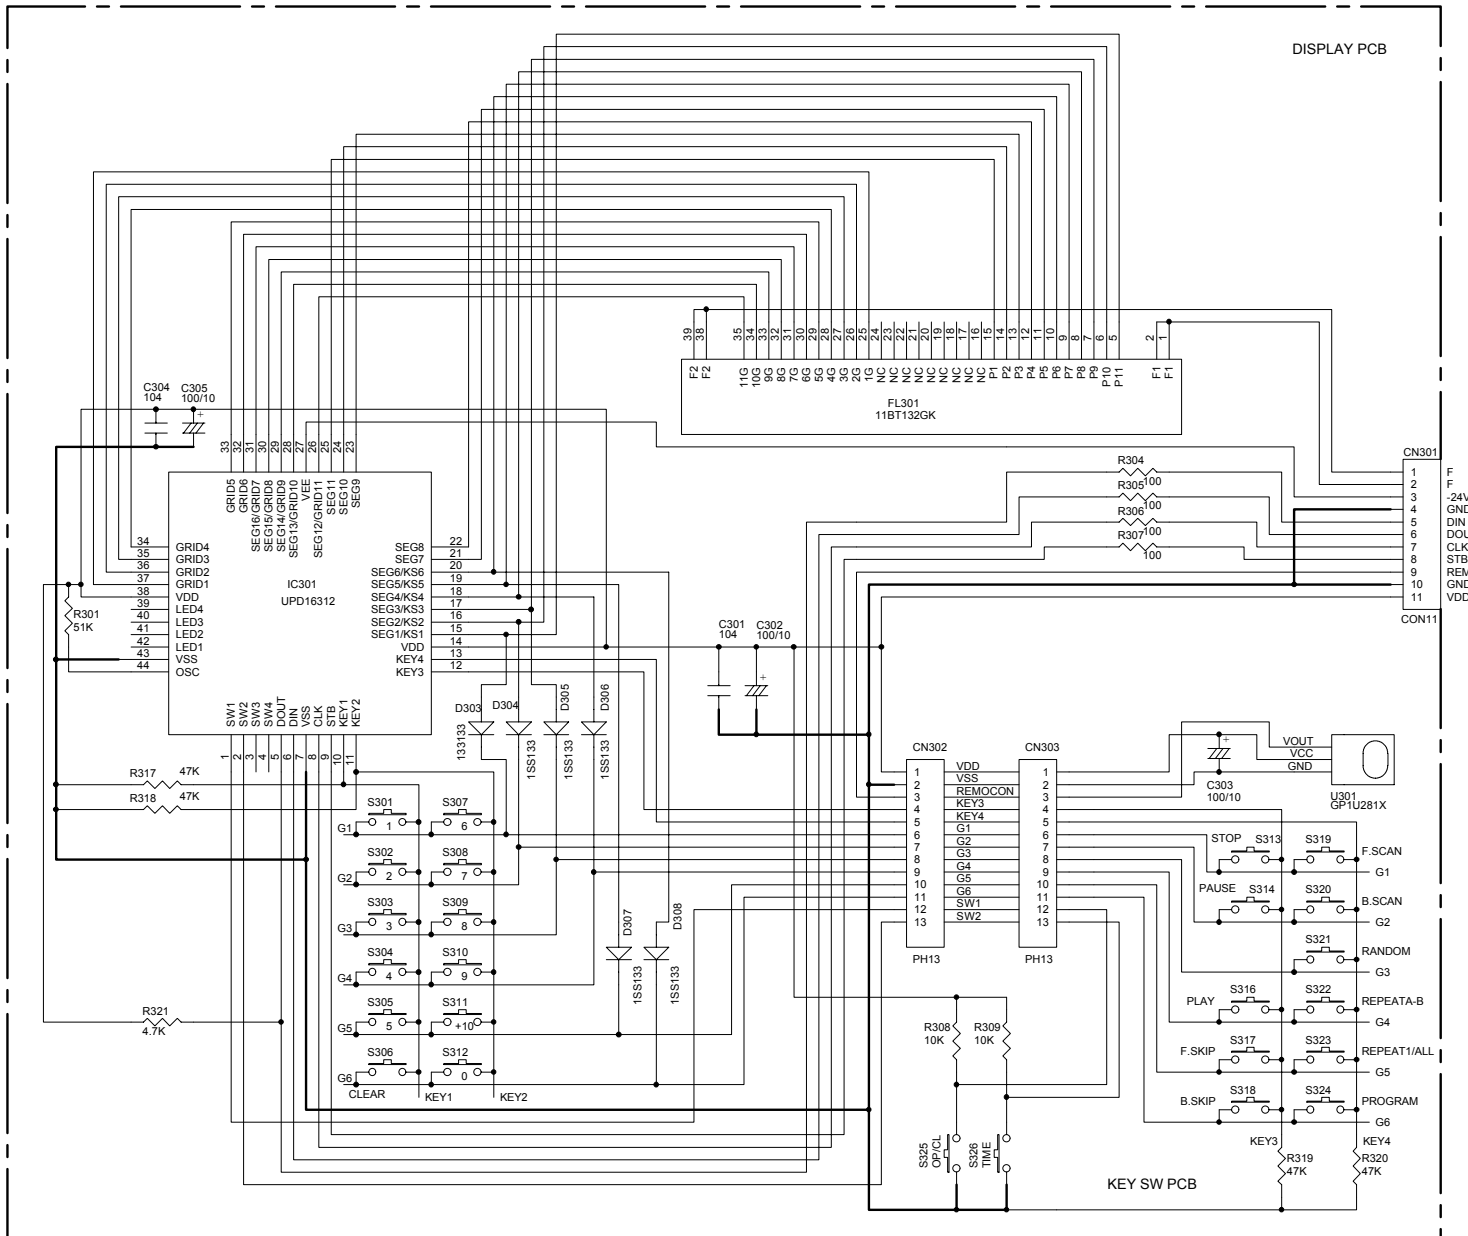 DISPLAY PCB
39
38
35
34
33
32
31
30
29
28
27
26
25
24
23
22
21
20
19
18
17
16
15
14
13
12
11
10
9
8
7
6
5
2
1
F2
F2
11G
10G
9G
8G
7G
6G
5G
4G
3G
2G
1G
NC
NC
NC
NC
NC
NC
NC
NC
NC
P1
P2
P3
P4
P5
P6
P7
P8
P9
P10
P11
F1
F1
FL301
11BT132GK
C304
104
C305
100/10
+
33
32
31
30
29
28
27
26
25
24
23
GRID5
GRID6
SEG16/GRID7
SEG15/GRID8
SEG14/GRID9
SEG13/GRID10
VEE
SEG12/GRID11
SEG11
SEG10
SEG9
34 GRID4
35 GRID3
36 GRID2
37 GRID1
38 VDD
39 LED4
40 LED3
41 LED2
42 LED1
43 VSS
44 OSC
IC301
UPD16312
SEG8 22
SEG7 21
SEG6/KS6 20
SEG5/KS5 19
SEG4/KS4 18
SEG3/KS3 17
SEG2/KS2 16
SEG1/KS1 15
VDD 14
KEY4 13
KEY3 12
SW1
SW2
SW3
SW4
DOUT
DIN
VSS
CLK
STB
KEY1
KEY2
1
2
3
4
5
6
7
8
9
10
11
R301
51K
R304
100
R305
100
R306
100
R307
100
CN301
1 F
2 F
3 -24V
4 GND
5 DIN
6 DOU
7 CLK
8 STB
9 REM
10 GND
11 VDD
CON11
C301
104
C302
100/10
+
D303
133133
D304
1SS133
D305
1SS133
D306
1SS133
R317 47K
R318 47K
S301
1
S307
6
G1
S302
2
S308
7
G2
S303
3
S309
8
G3
S304
4
S310
9
G4
S305
5
S311
+10
G5
S306
S312
0
G6
CLEAR
KEY1
KEY2
D307
1SS133
D308
1SS133
R321
4.7K
CN302
CN303
1 VDD 1
2 VSS 2
3 REMOCON 3
4 KEY3 4
5 KEY4 5
6 G1 6
7 G2 7
8 G3 8
9 G4 9
10 G5 10
11 G6 11
12 SW1 12
13 SW2 13
PH13
PH13
+
C303
100/10
VOUT
VCC
GND
U301
GP1U281X
STOP S313
S319
F.SCAN
G1
PAUSE S314
S320
B.SCAN
G2
S321
RANDOM
G3
PLAY
S316
S322
REPEATA-B
G4
F.SKIP
S317
S323
REPEAT1/ALL
G5
B.SKIP
S318
S324
PROGRAM
G6
R308
10K
R309
10K
S325
OP/CL
S326
TIME
KEY3
R319
47K
KEY4
R320
47K
KEY SW PCB